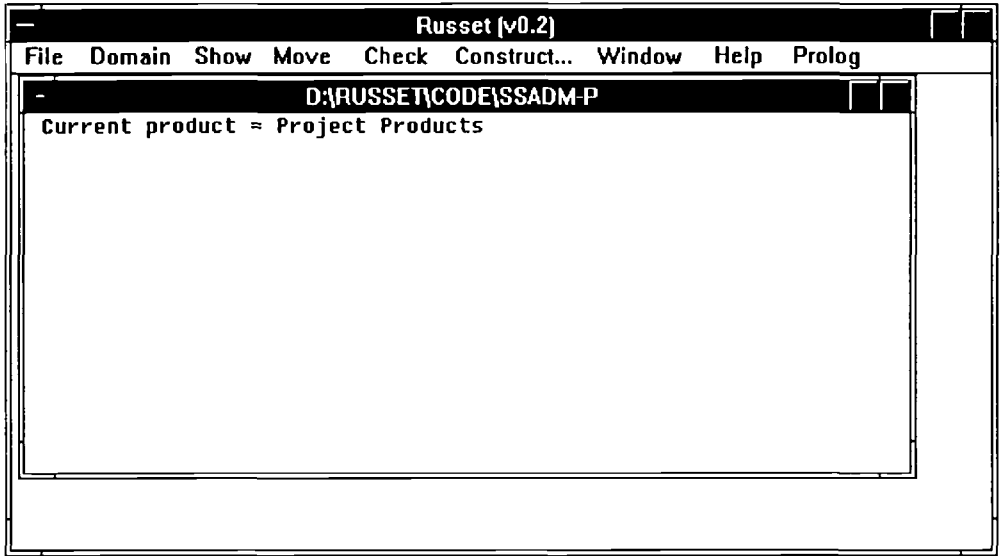 Russet (v0.2)
File Domain Show Move Check Construct... Window Help Prolog
D:\RUSSET\CODE\SSADM-P
Current product = Project Products